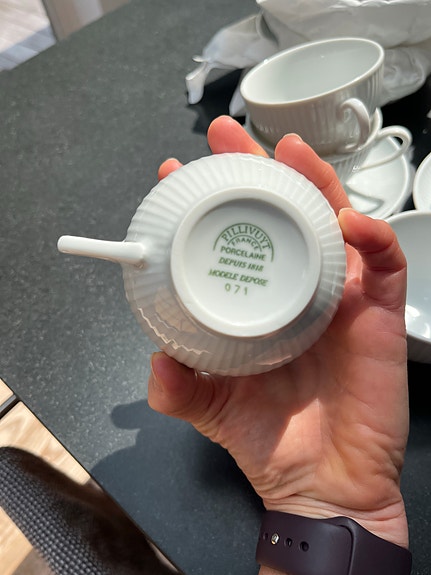 PILLIVUYT
FRANCE
PORCELAINE
DEPUIS 1818
MODELE DEPOSE
071